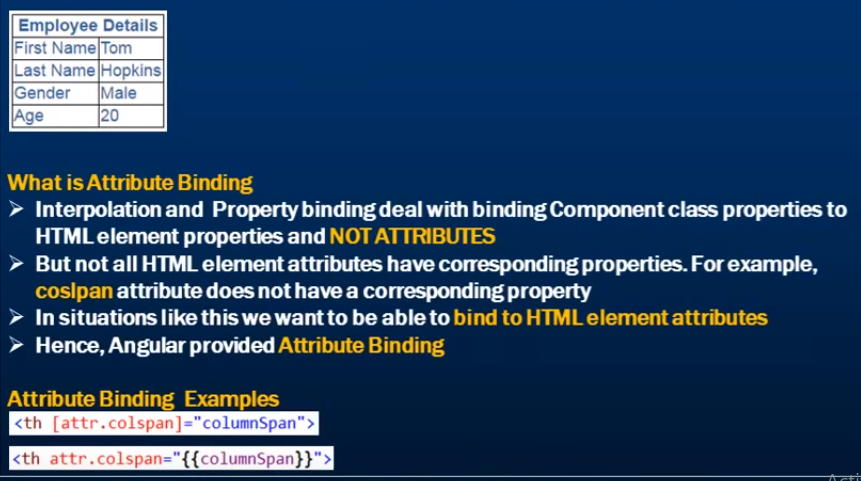 Employee Details
First Name Tom
Last Name Hopkins
Gender Male
Age 20
What is Attribute Binding
➢ Interpolation and Property binding deal with binding Component class properties to
HTML element properties and NOT ATTRIBUTES
➢ But not all HTML element attributes have corresponding properties. For example,
coslpan attribute does not have a corresponding property
➢ In situations like this we want to be able to bind to HTML element attributes
➢ Hence, Angular provided Attribute Binding
Attribute Binding Examples
<th [attr.colspan]="columnSpan">
<th attr.colspan="{{columnSpan}}">